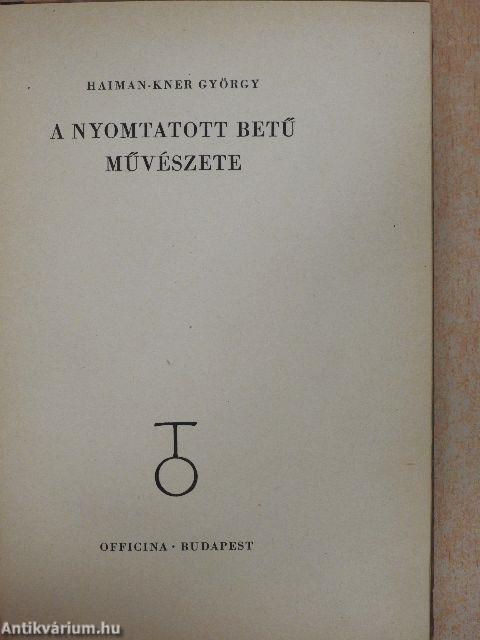 HAIMAN-KNER GYÖRGY
A NYOMTATOTT BETŰ
MŰVÉSZETE
OFFICINA · BUDAPEST
Antikvárium.hu